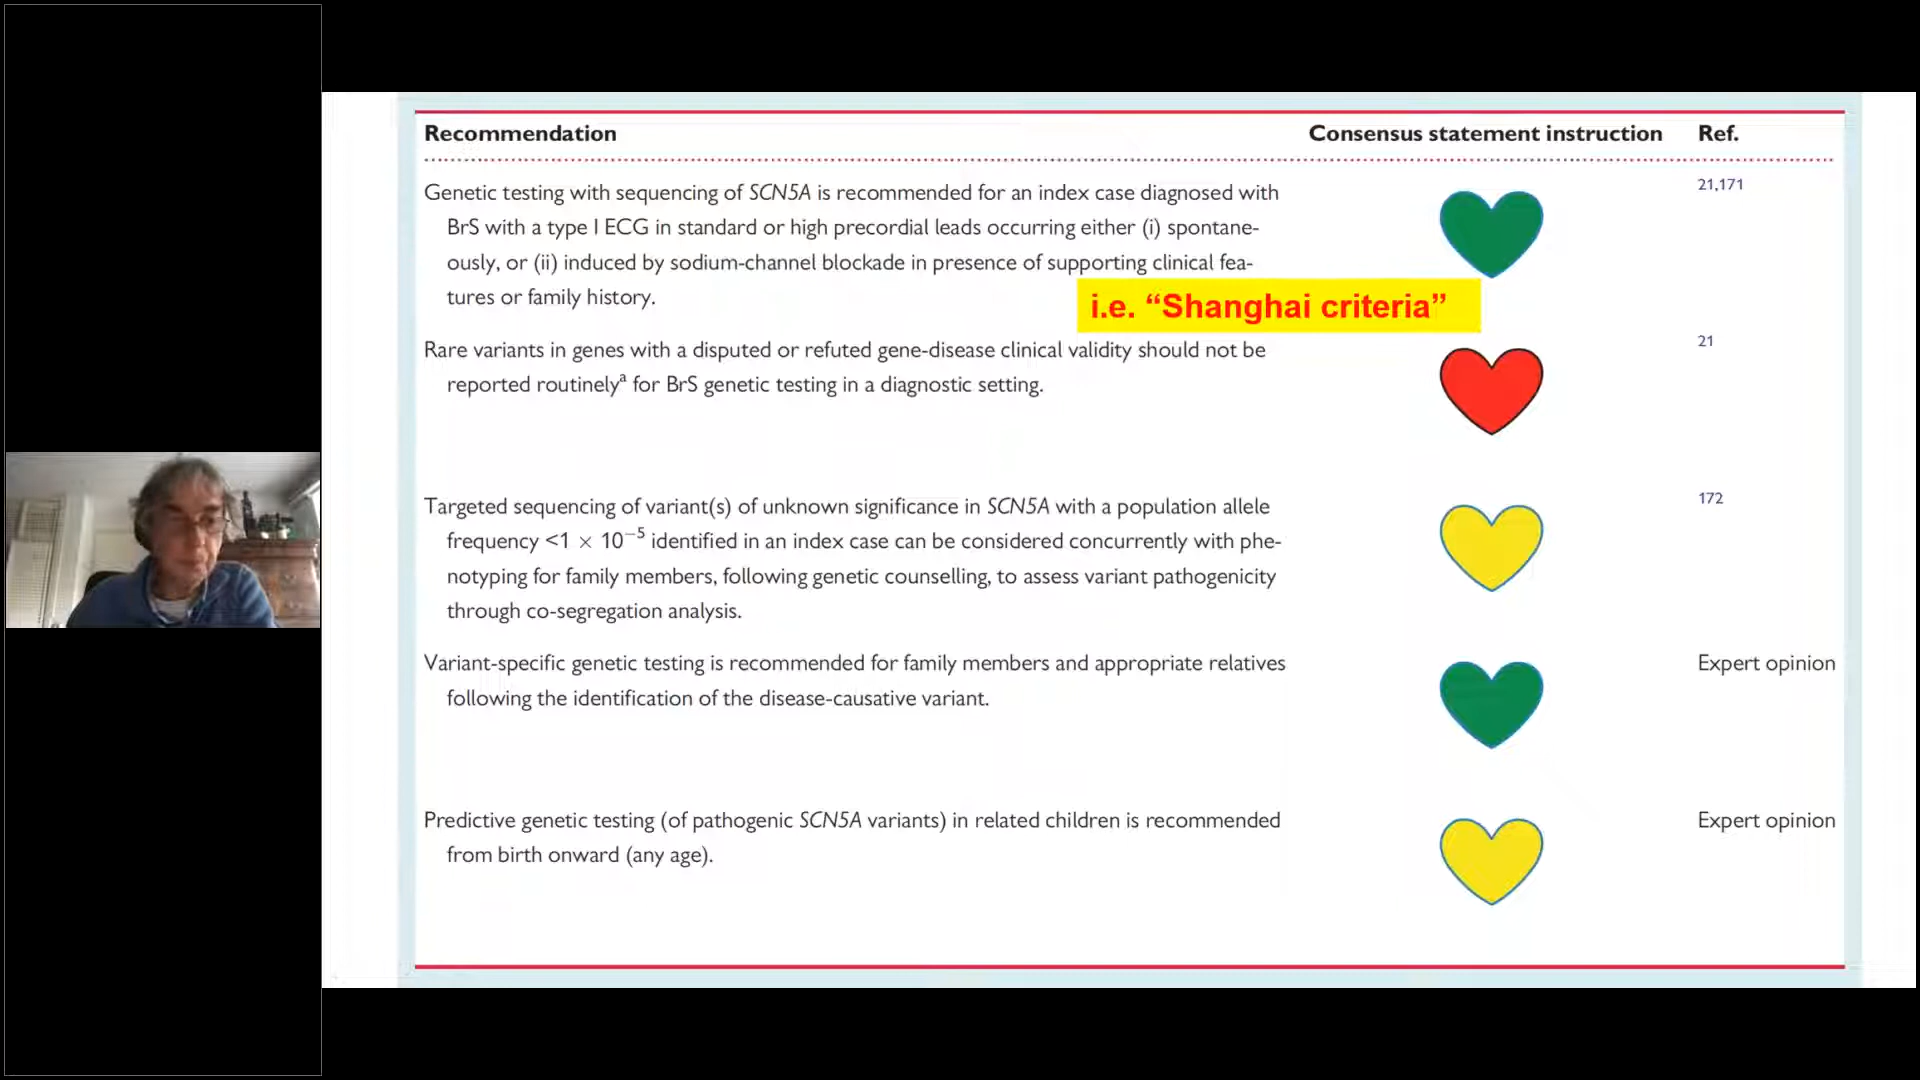 Recommendation Consensus statement instruction Ref.
Genetic testing with sequencing of SCN5A is recommended for an index case diagnosed with 21,171
BrS with a type I ECG in standard or high precordial leads occurring either (i) spontane-
ously, or (ii) induced by sodium-channel blockade in presence of supporting clinical fea-
tures or family history.
i.e. “Shanghai criteria”
Rare variants in genes with a disputed or refuted gene-disease clinical validity should not be 21
reported routinelyᵃ for BrS genetic testing in a diagnostic setting.
Targeted sequencing of variant(s) of unknown significance in SCN5A with a population allele 172
frequency <1 × 10⁻⁵ identified in an index case can be considered concurrently with phe-
notyping for family members, following genetic counselling, to assess variant pathogenicity
through co-segregation analysis.
Variant-specific genetic testing is recommended for family members and appropriate relatives Expert opinion
following the identification of the disease-causative variant.
Predictive genetic testing (of pathogenic SCN5A variants) in related children is recommended Expert opinion
from birth onward (any age).